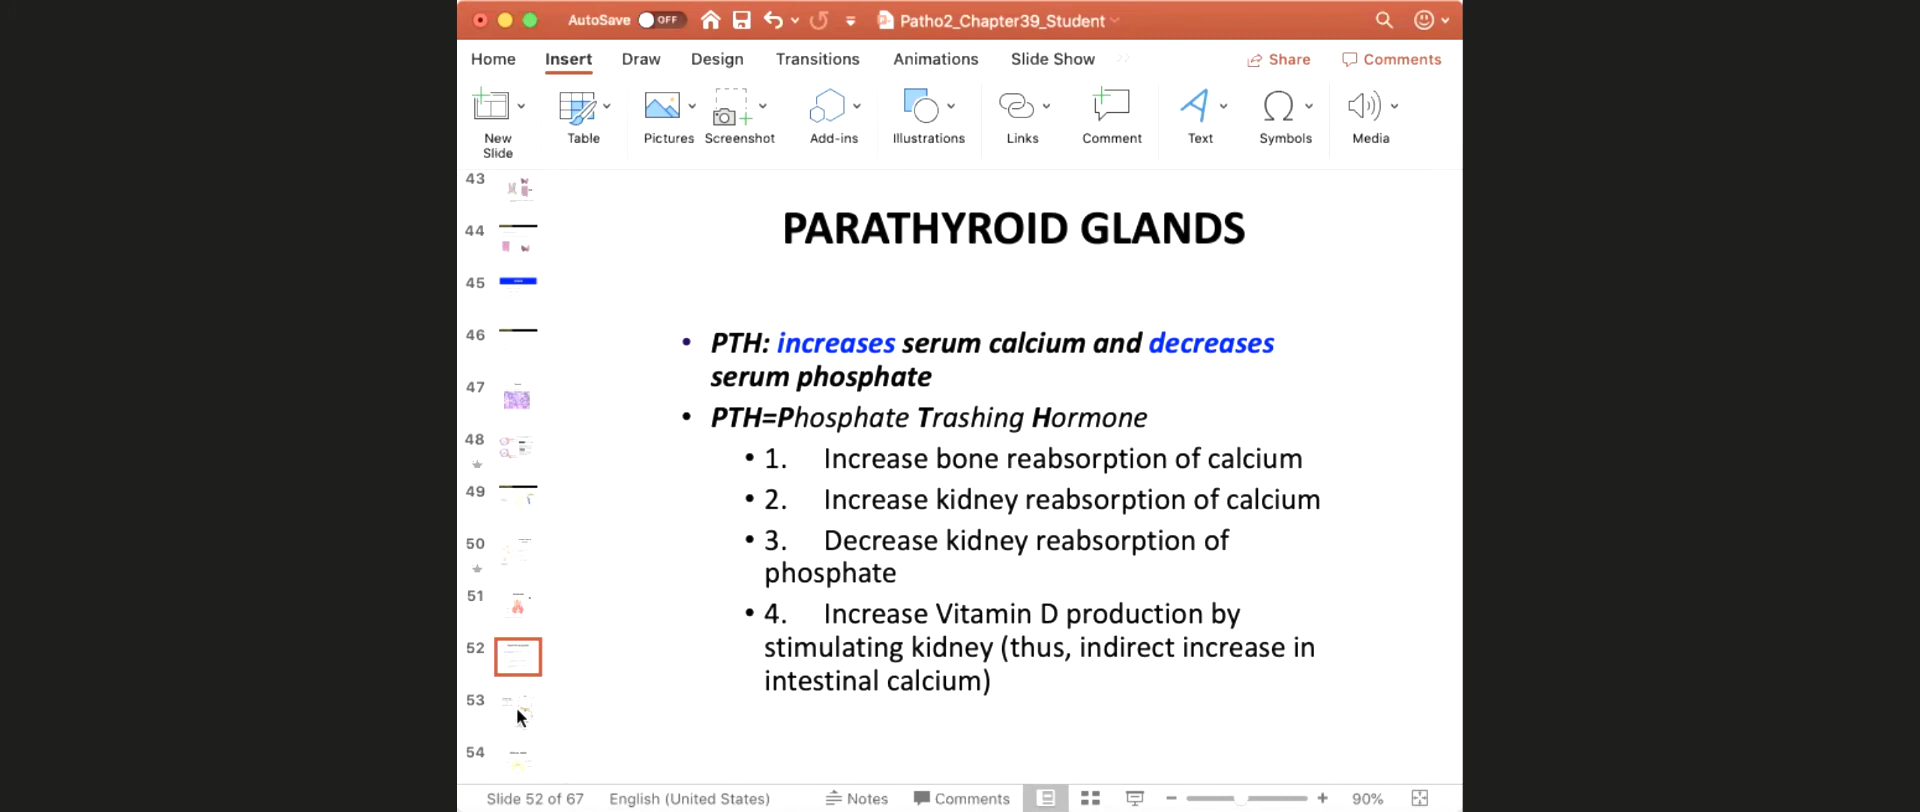 AutoSave OFF Patho2_Chapter39_Student
Home Insert Draw Design Transitions Animations Slide Show Share Comments
New Slide Table Pictures Screenshot Add-ins Illustrations Links Comment Text Symbols Media
43
44
45
46
47
48
49
50
51
52
53
54
PARATHYROID GLANDS
• PTH: increases serum calcium and decreases
serum phosphate
• PTH=Phosphate Trashing Hormone
• 1. Increase bone reabsorption of calcium
• 2. Increase kidney reabsorption of calcium
• 3. Decrease kidney reabsorption of
phosphate
• 4. Increase Vitamin D production by
stimulating kidney (thus, indirect increase in
intestinal calcium)
Slide 52 of 67 English (United States) Notes Comments 90%